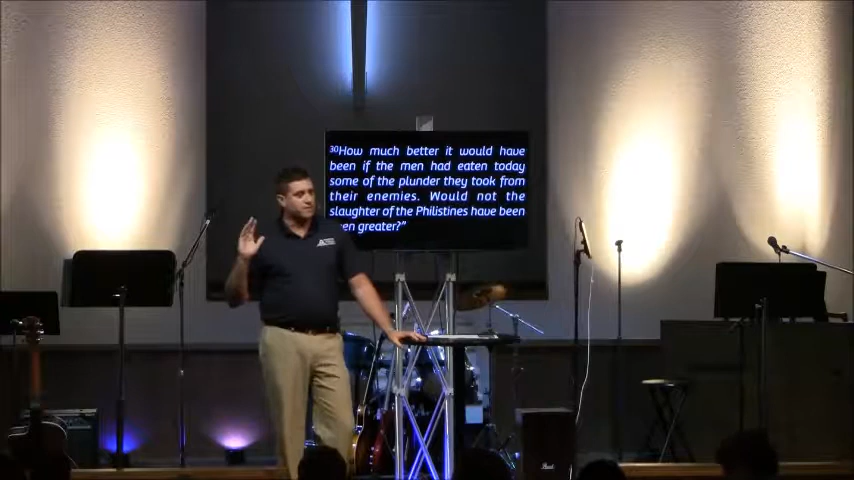 30How much better it would have
been if the men had eaten today
some of the plunder they took from
their enemies. Would not the
slaughter of the Philistines have been
even greater?”